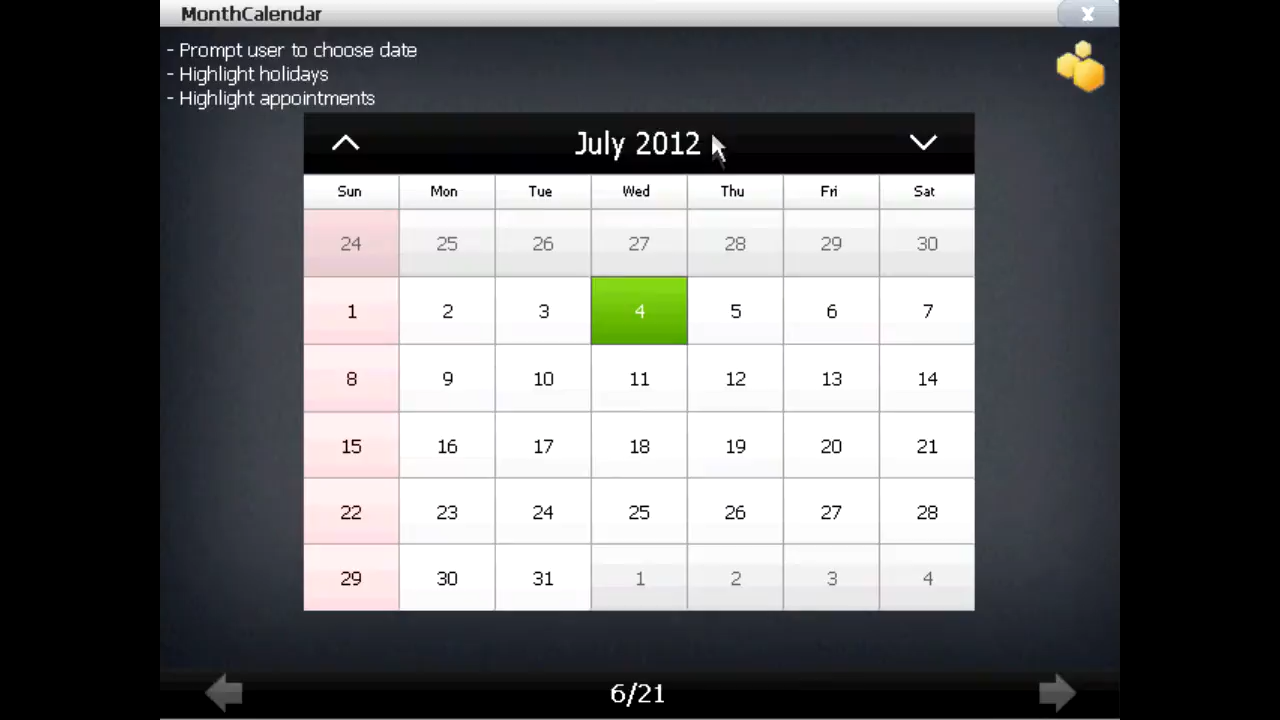 MonthCalendar
- Prompt user to choose date
- Highlight holidays
- Highlight appointments
July 2012
Sun Mon Tue Wed Thu Fri Sat
24 25 26 27 28 29 30
1 2 3 4 5 6 7
8 9 10 11 12 13 14
15 16 17 18 19 20 21
22 23 24 25 26 27 28
29 30 31 1 2 3 4
6/21